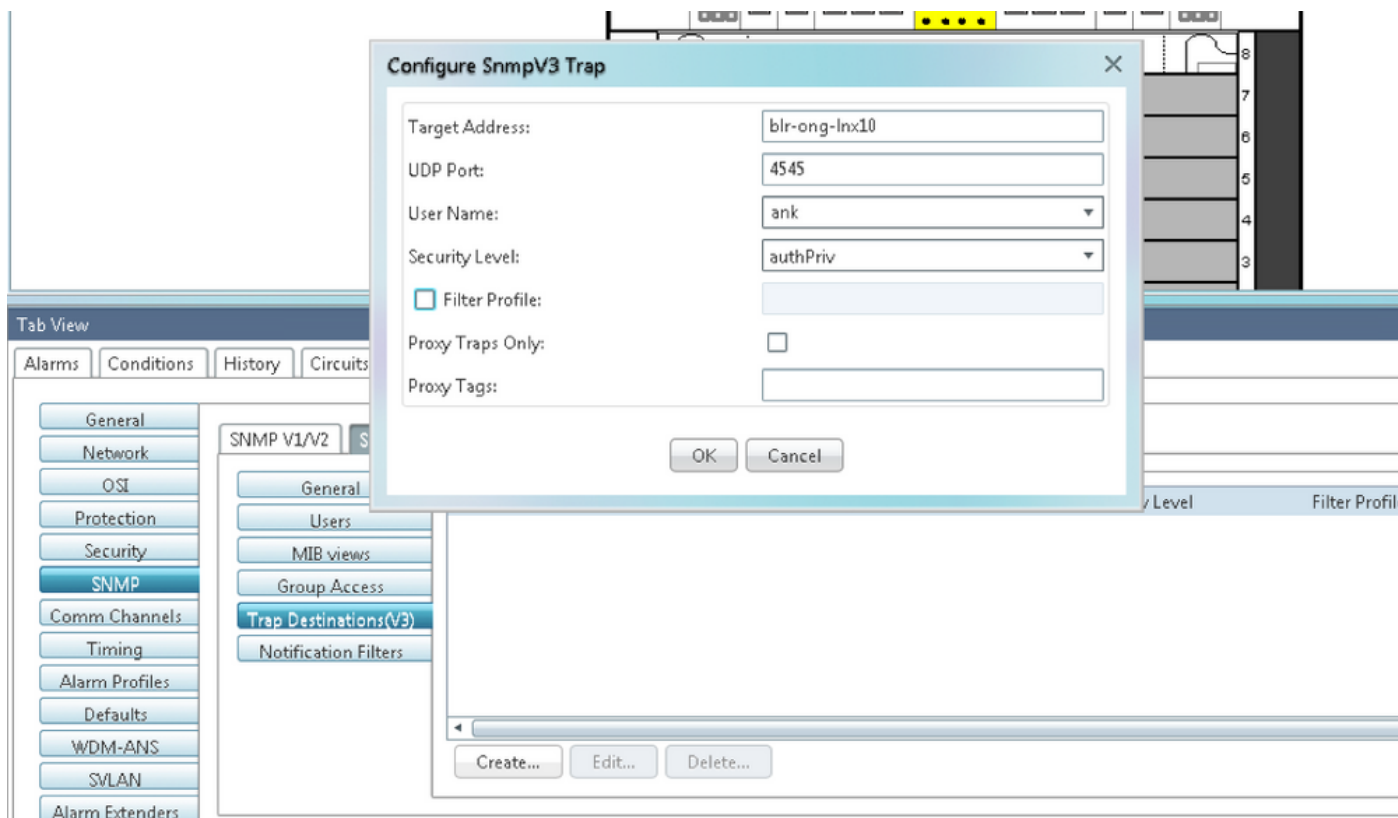 8
Configure SnmpV3 Trap
7
Target Address: blr-ong-lnx10
6
UDP Port: 4545
5
User Name: ank
4
Security Level: authPriv
3
Filter Profile:
Tab View
Proxy Traps Only:
Alarms Conditions History Circuits
Proxy Tags:
General
SNMP V1/V2 S
Network
OK Cancel
OSI
General
y Level Filter Profil
Protection
Users
Security
MIB views
SNMP
Group Access
Comm Channels
Trap Destinations(V3)
Timing
Notification Filters
Alarm Profiles
Defaults
WDM-ANS
Create... Edit... Delete...
SVLAN
Alarm Extenders